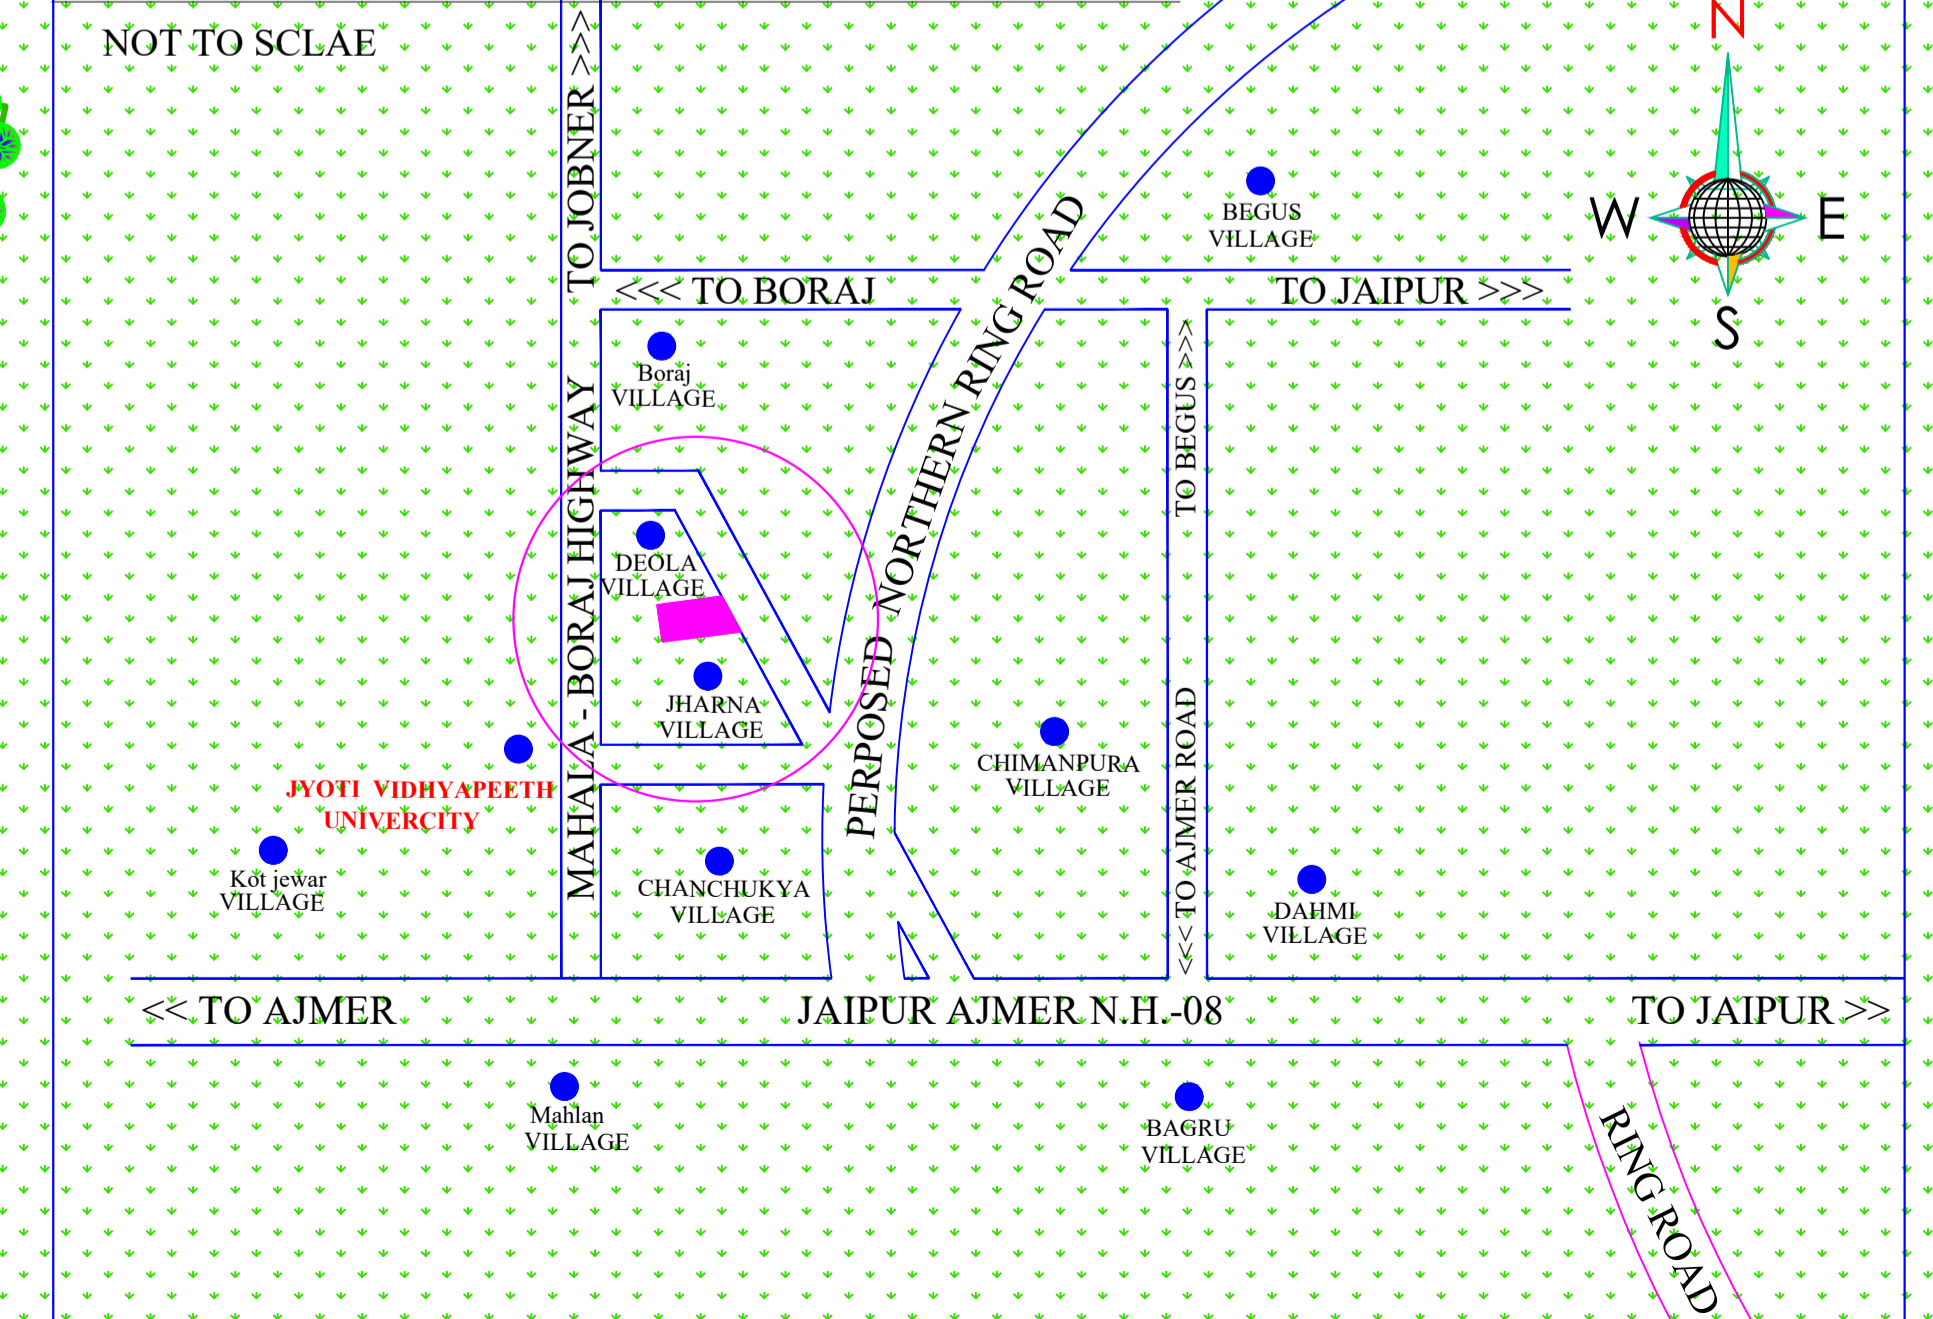 N
NOT TO SCLAE
TO JOBNER >>>
BEGUS
VILLAGE
W
E
S
<<< TO BORAJ
TO JAIPUR >>>
Boraj
VILLAGE
PERPOSED NORTHERN RING ROAD
TO BEGUS >>>
MAHALA - BORAJ HIGHWAY
DEOLA
VILLAGE
JHARNA
VILLAGE
CHIMANPURA
VILLAGE
<<< TO AJMER ROAD
JYOTI VIDHYAPEETH
UNIVERCITY
Kot jewar
VILLAGE
CHANCHUKYA
VILLAGE
DAHMI
VILLAGE
<< TO AJMER
JAIPUR AJMER N.H.-08
TO JAIPUR >>
Mahlan
VILLAGE
BAGRU
VILLAGE
RING ROAD